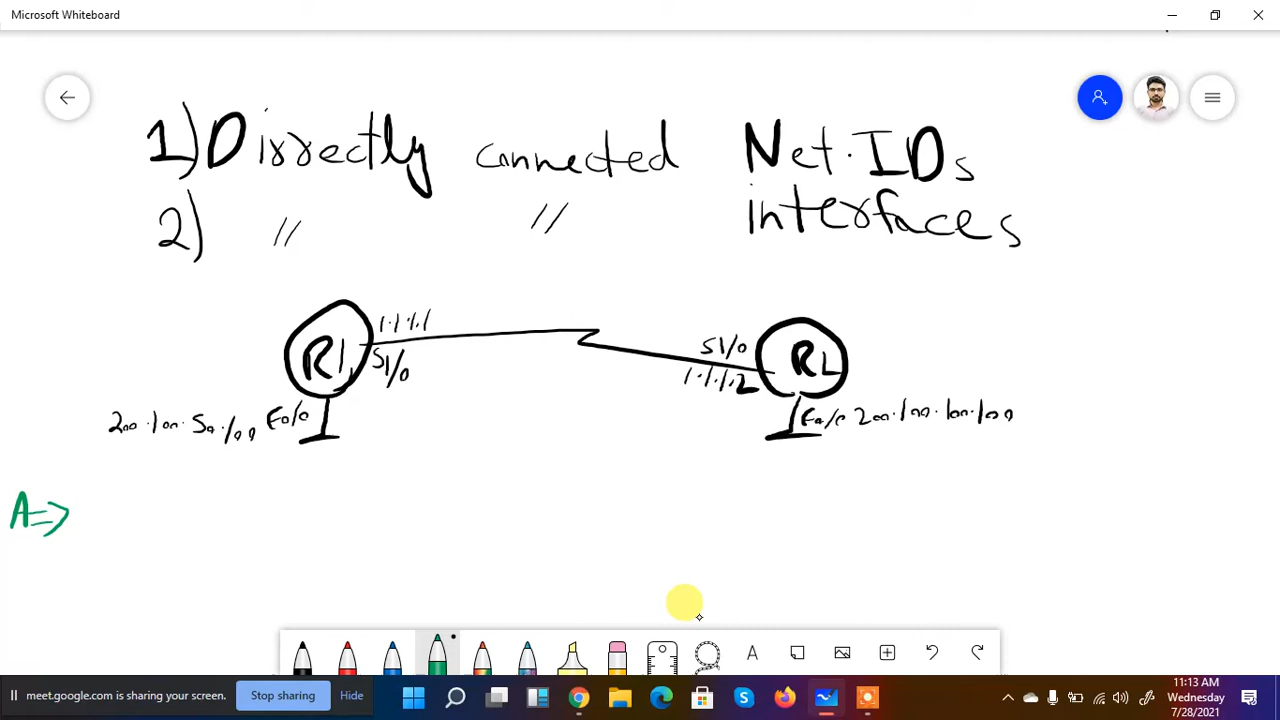 Microsoft Whiteboard
1) Dirrectly connected Net.IDs
2) // // interfaces
1.1.1.1
R1
S1/0
S1/0
R2
1.1.1.2
200.100.50.100 Fa/0
Fa/0 200.100.100.100
A=>
A
meet.google.com is sharing your screen.
Stop sharing
Hide
11:13 AM
Wednesday
7/28/2021